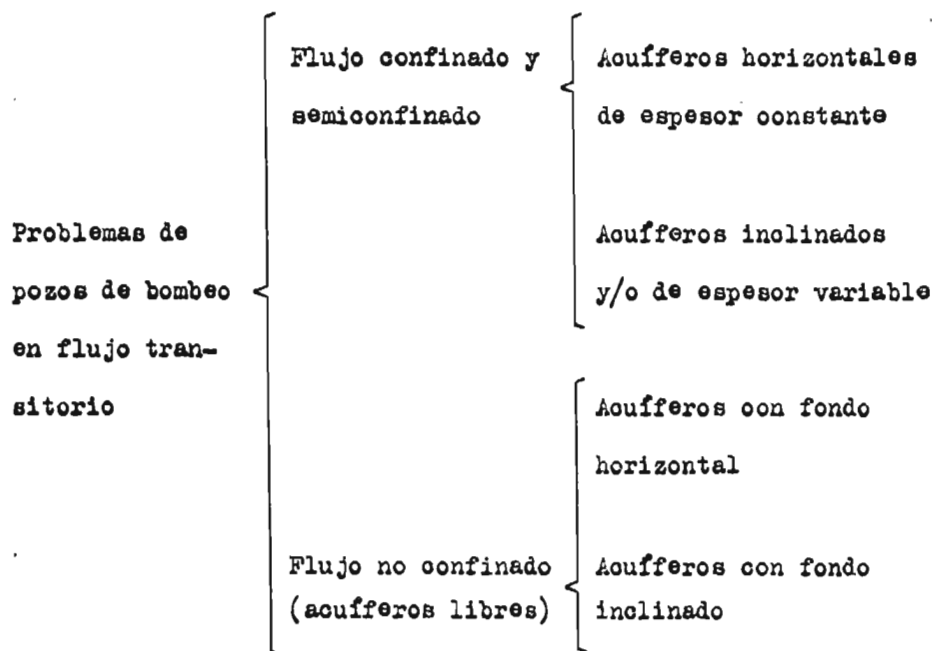 Problemas de
pozos de bombeo
en flujo tran-
sitorio
Flujo confinado y
semiconfinado
Acuíferos horizontales
de espesor constante
Acuíferos inclinados
y/o de espesor variable
Flujo no confinado
(acuíferos libres)
Acuíferos con fondo
horizontal
Acuíferos con fondo
inclinado